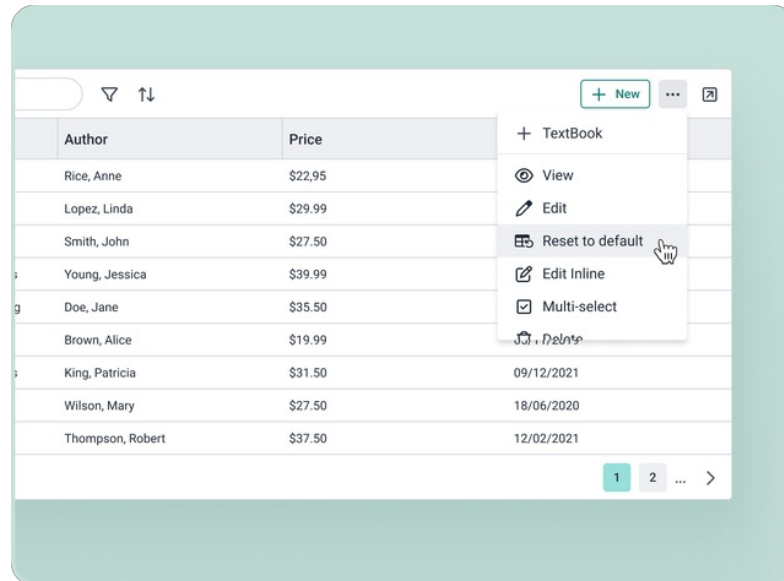 + New ...
Author Price
+ TextBook
Rice, Anne $22,95
View
Lopez, Linda $29.99
Edit
Smith, John $27.50
Reset to default
s Young, Jessica $39.99
Edit Inline
g Doe, Jane $35.50
Multi-select
Brown, Alice $19.99
Delete
s King, Patricia $31.50 09/12/2021
Wilson, Mary $27.50 18/06/2020
Thompson, Robert $37.50 12/02/2021
1 2 ... >